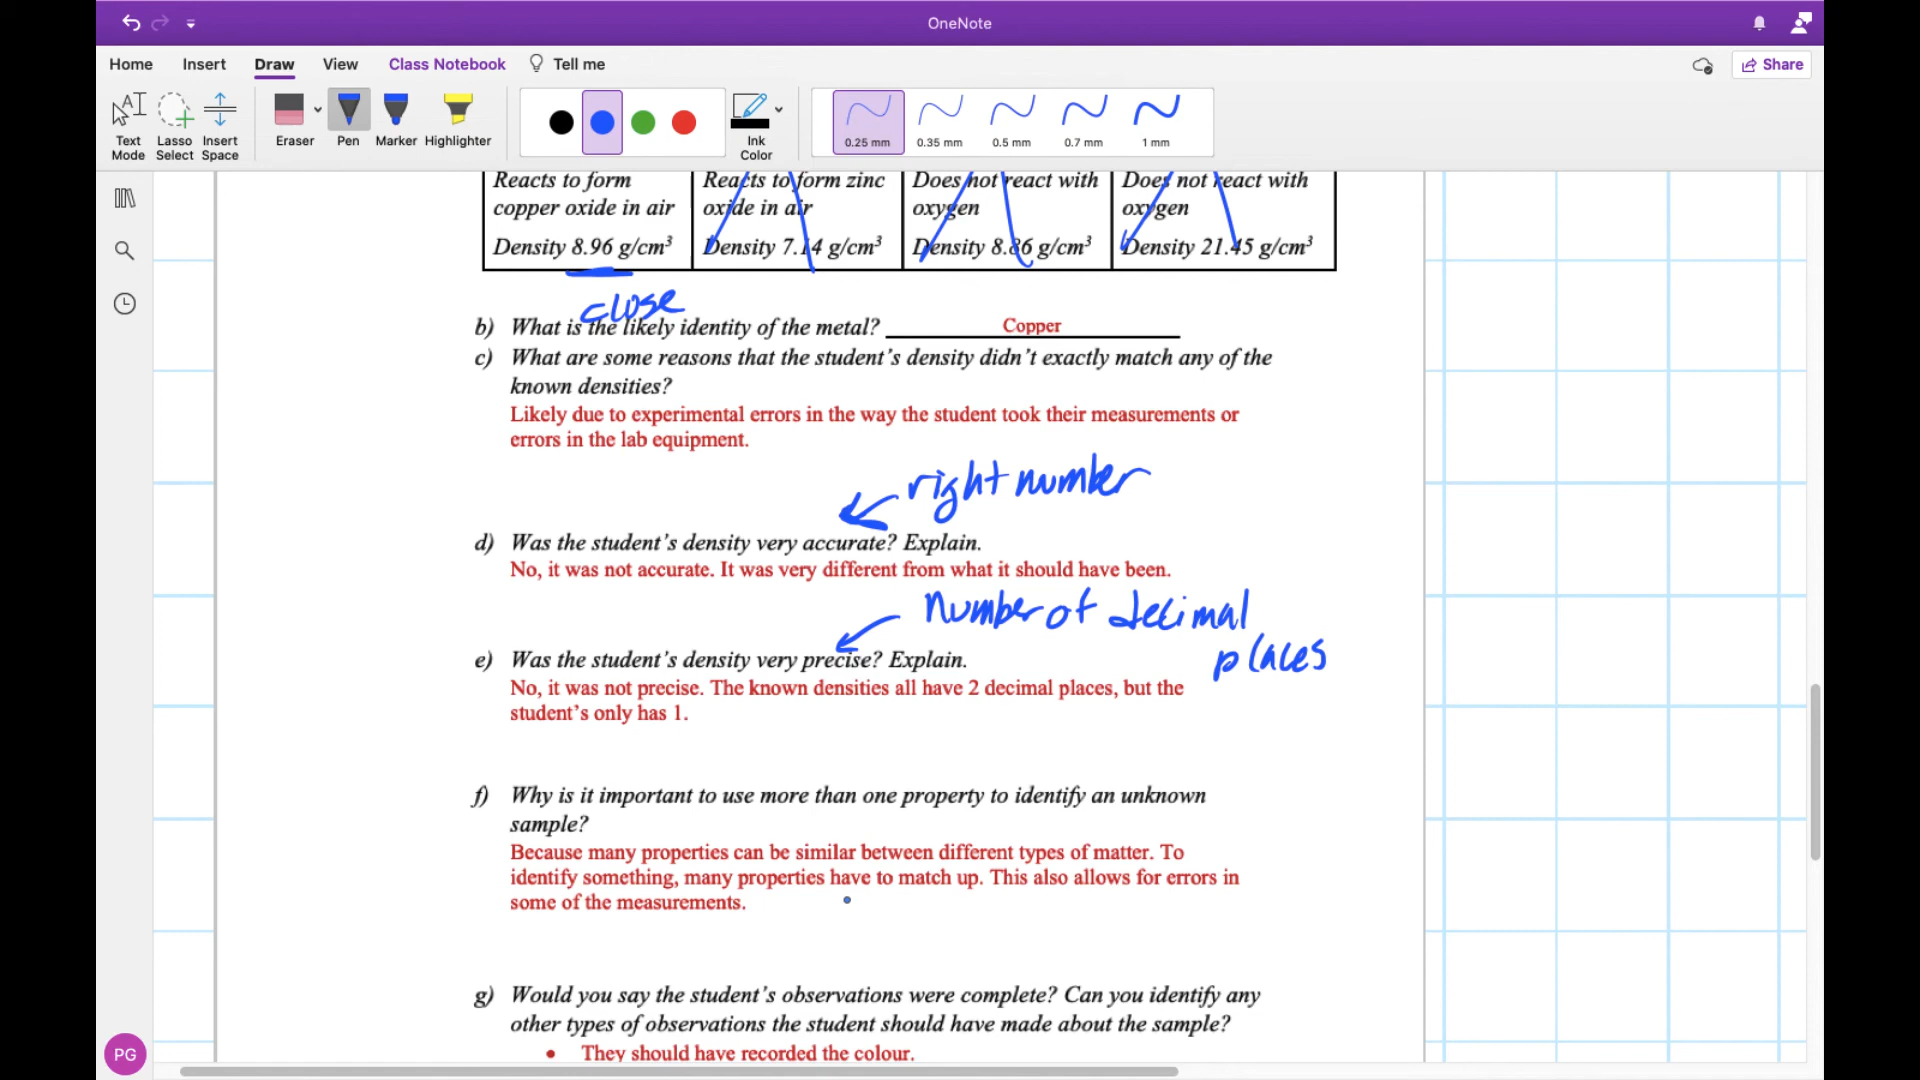 OneNote
Home Insert Draw View Class Notebook Tell me
Share
Text Mode
Lasso Select
Insert Space
Eraser
Pen
Marker
Highlighter
Ink Color
0.25 mm
0.35 mm
0.5 mm
0.7 mm
1 mm
Reacts to form
copper oxide in air
Density 8.96 g/cm³
Reacts to form zinc
oxide in air
Density 7.14 g/cm³
Does not react with
oxygen
Density 8.86 g/cm³
Does not react with
oxygen
Density 21.45 g/cm³
close
b) What is the likely identity of the metal? Copper
c) What are some reasons that the student's density didn't exactly match any of the
known densities?
Likely due to experimental errors in the way the student took their measurements or
errors in the lab equipment.
right number
d) Was the student's density very accurate? Explain.
No, it was not accurate. It was very different from what it should have been.
Number of decimal
places
e) Was the student's density very precise? Explain.
No, it was not precise. The known densities all have 2 decimal places, but the
student's only has 1.
f) Why is it important to use more than one property to identify an unknown
sample?
Because many properties can be similar between different types of matter. To
identify something, many properties have to match up. This also allows for errors in
some of the measurements.
g) Would you say the student's observations were complete? Can you identify any
other types of observations the student should have made about the sample?
• They should have recorded the colour.
PG